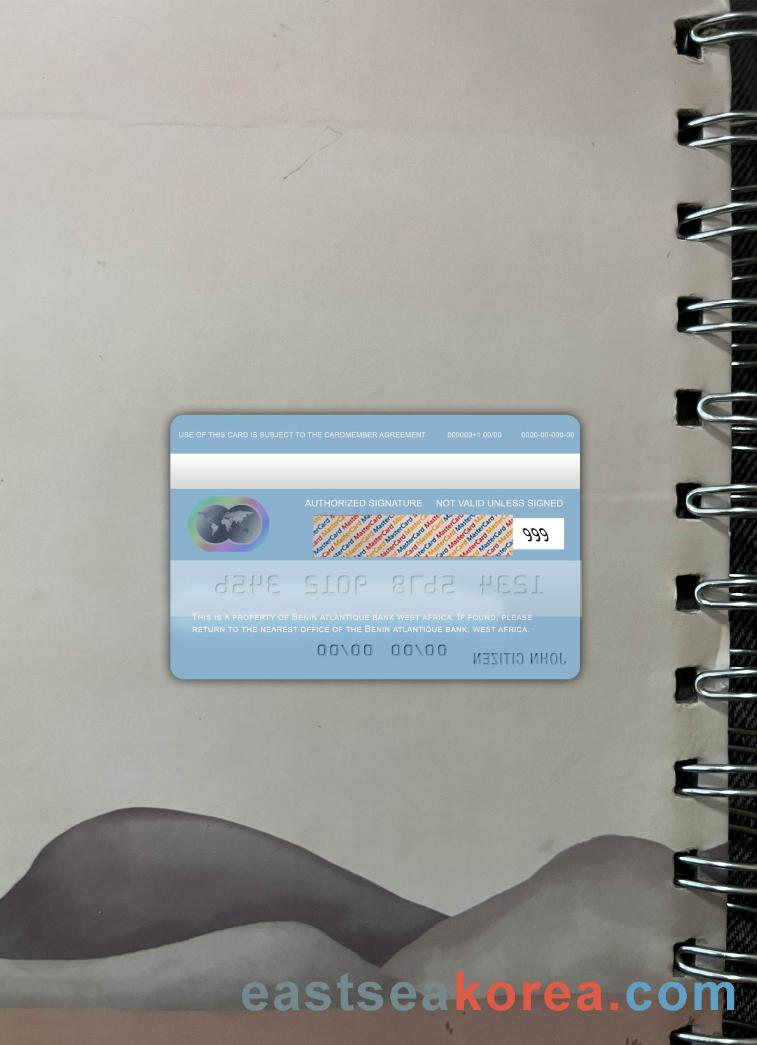 USE OF THIS CARD IS SUBJECT TO THE CARDMEMBER AGREEMENT 000000+1 00/00 0000-00-000-00
AUTHORIZED SIGNATURE NOT VALID UNLESS SIGNED
MasterCard MasterCard MasterCard
999
1234 5678 9012 3456
THIS IS A PROPERTY OF BENIN ATLANTIQUE BANK WEST AFRICA. IF FOUND, PLEASE
RETURN TO THE NEAREST OFFICE OF THE BENIN ATLANTIQUE BANK, WEST AFRICA.
00/00 00/00
JOHN CITIZEN
eastseakorea.com